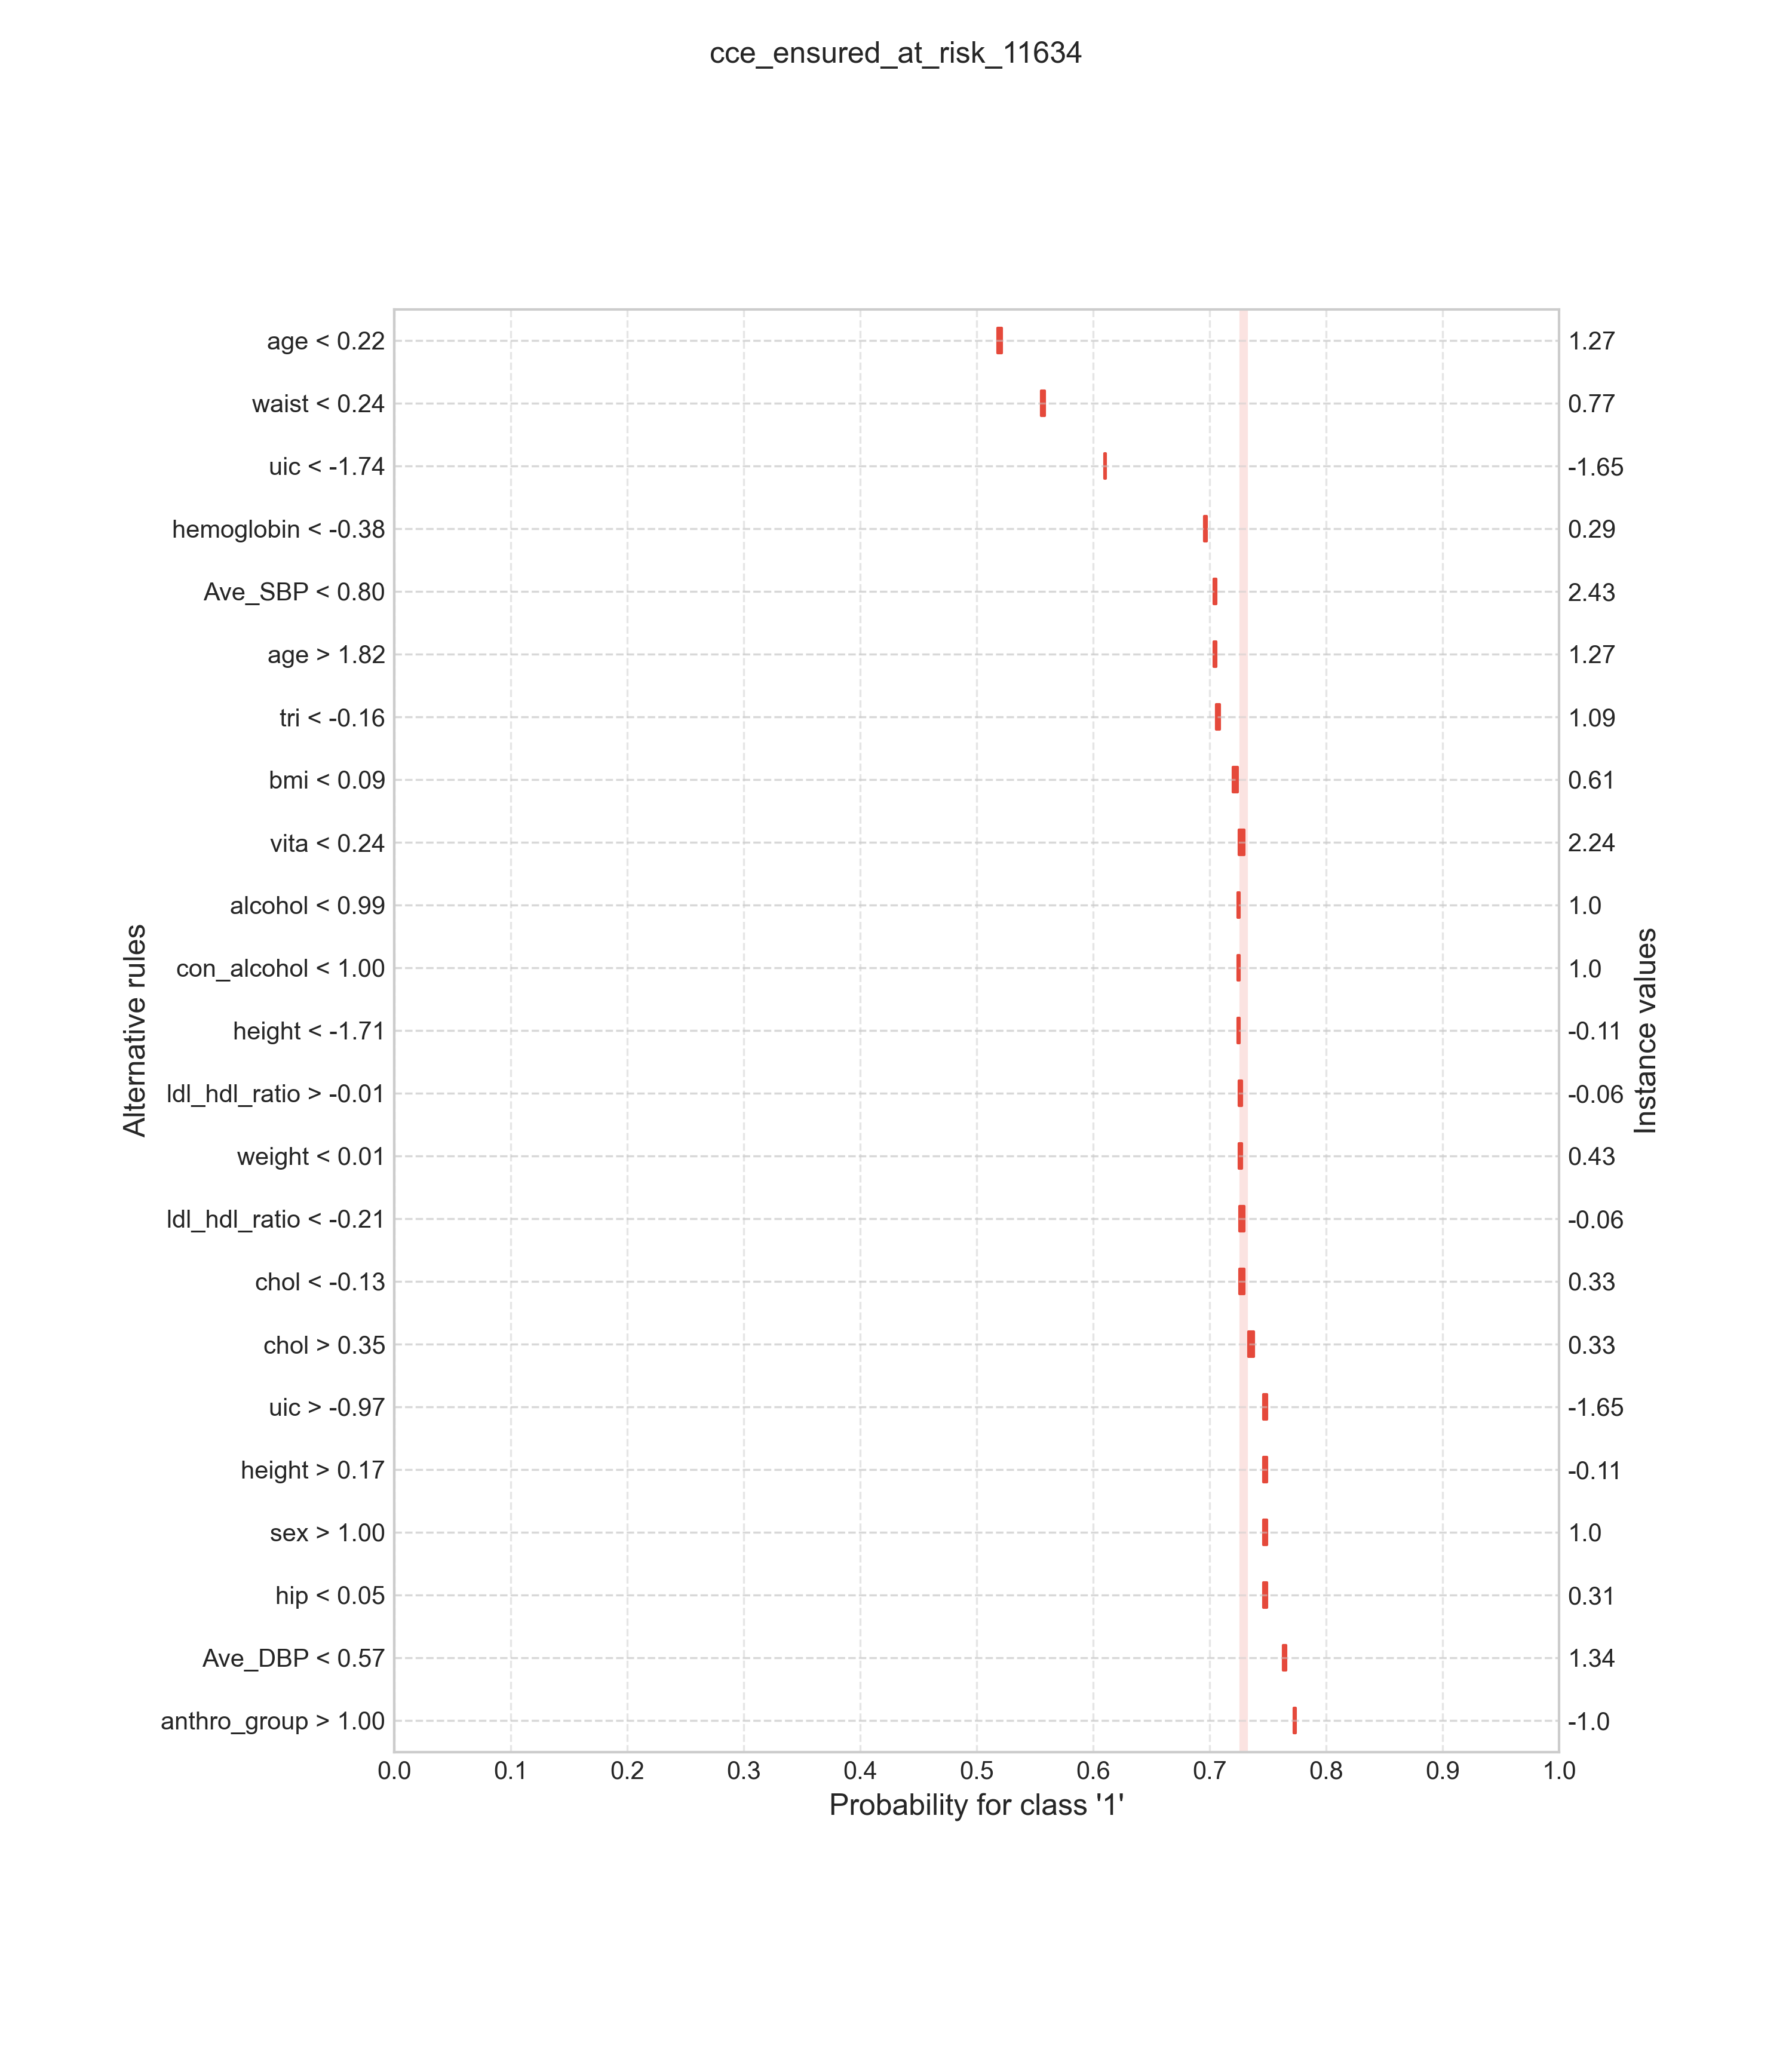 cce_ensured_at_risk_11634
age < 0.22 1.27
waist < 0.24 0.77
uic < -1.74 -1.65
hemoglobin < -0.38 0.29
Ave_SBP < 0.80 2.43
age > 1.82 1.27
tri < -0.16 1.09
bmi < 0.09 0.61
vita < 0.24 2.24
alcohol < 0.99 1.0
con_alcohol < 1.00 1.0
height < -1.71 -0.11
ldl_hdl_ratio > -0.01 -0.06
weight < 0.01 0.43
ldl_hdl_ratio < -0.21 -0.06
chol < -0.13 0.33
chol > 0.35 0.33
uic > -0.97 -1.65
height > 0.17 -0.11
sex > 1.00 1.0
hip < 0.05 0.31
Ave_DBP < 0.57 1.34
anthro_group > 1.00 -1.0
Alternative rules
Instance values
0.0 0.1 0.2 0.3 0.4 0.5 0.6 0.7 0.8 0.9 1.0
Probability for class '1'